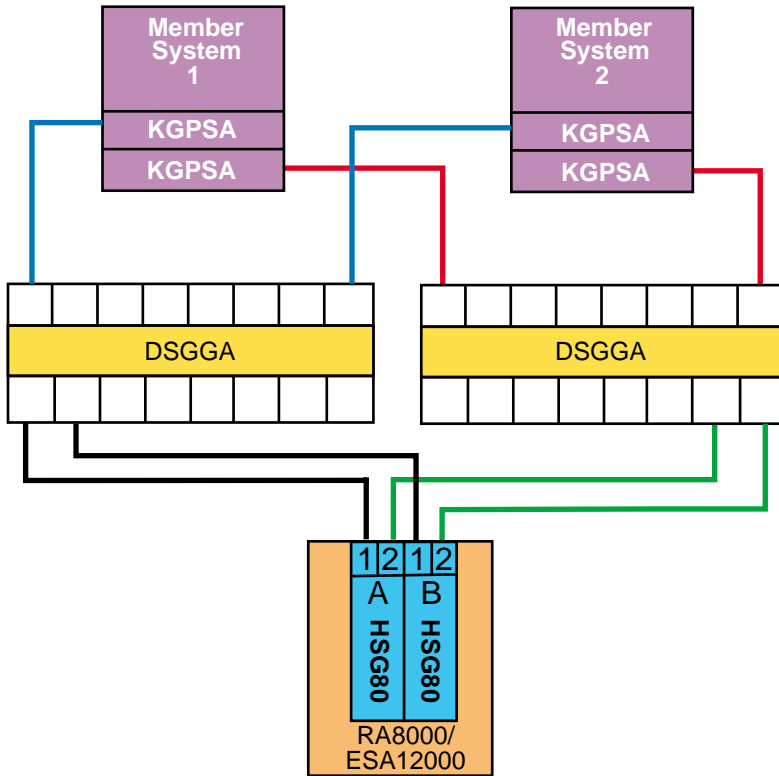 Member
System
1
KGPSA
KGPSA
Member
System
2
KGPSA
KGPSA
DSGGA
DSGGA
1 2 1 2
A B
HSG80 HSG80
RA8000/
ESA12000